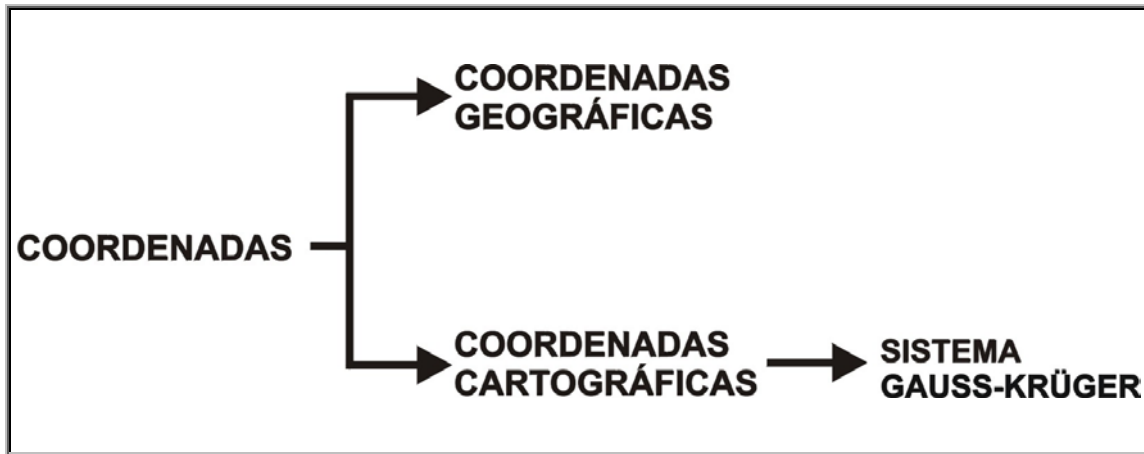 COORDENADAS
COORDENADAS
GEOGRÁFICAS
COORDENADAS
CARTOGRÁFICAS
SISTEMA
GAUSS-KRÜGER